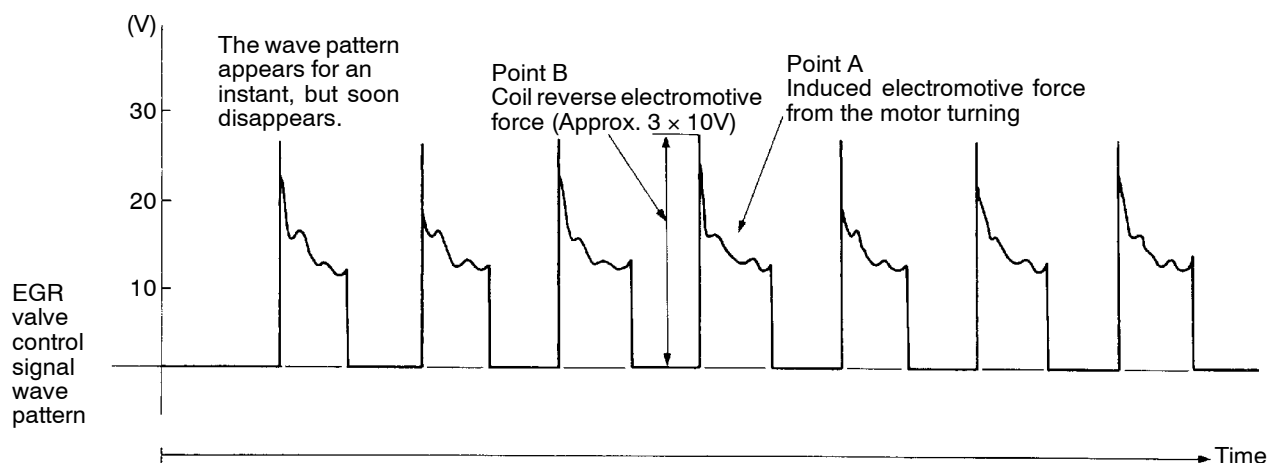 (V)
30
20
10
The wave pattern
appears for an
instant, but soon
disappears.
Point B
Coil reverse electromotive
force (Approx. 3 × 10V)
Point A
Induced electromotive force
from the motor turning
EGR
valve
control
signal
wave
pattern
Time